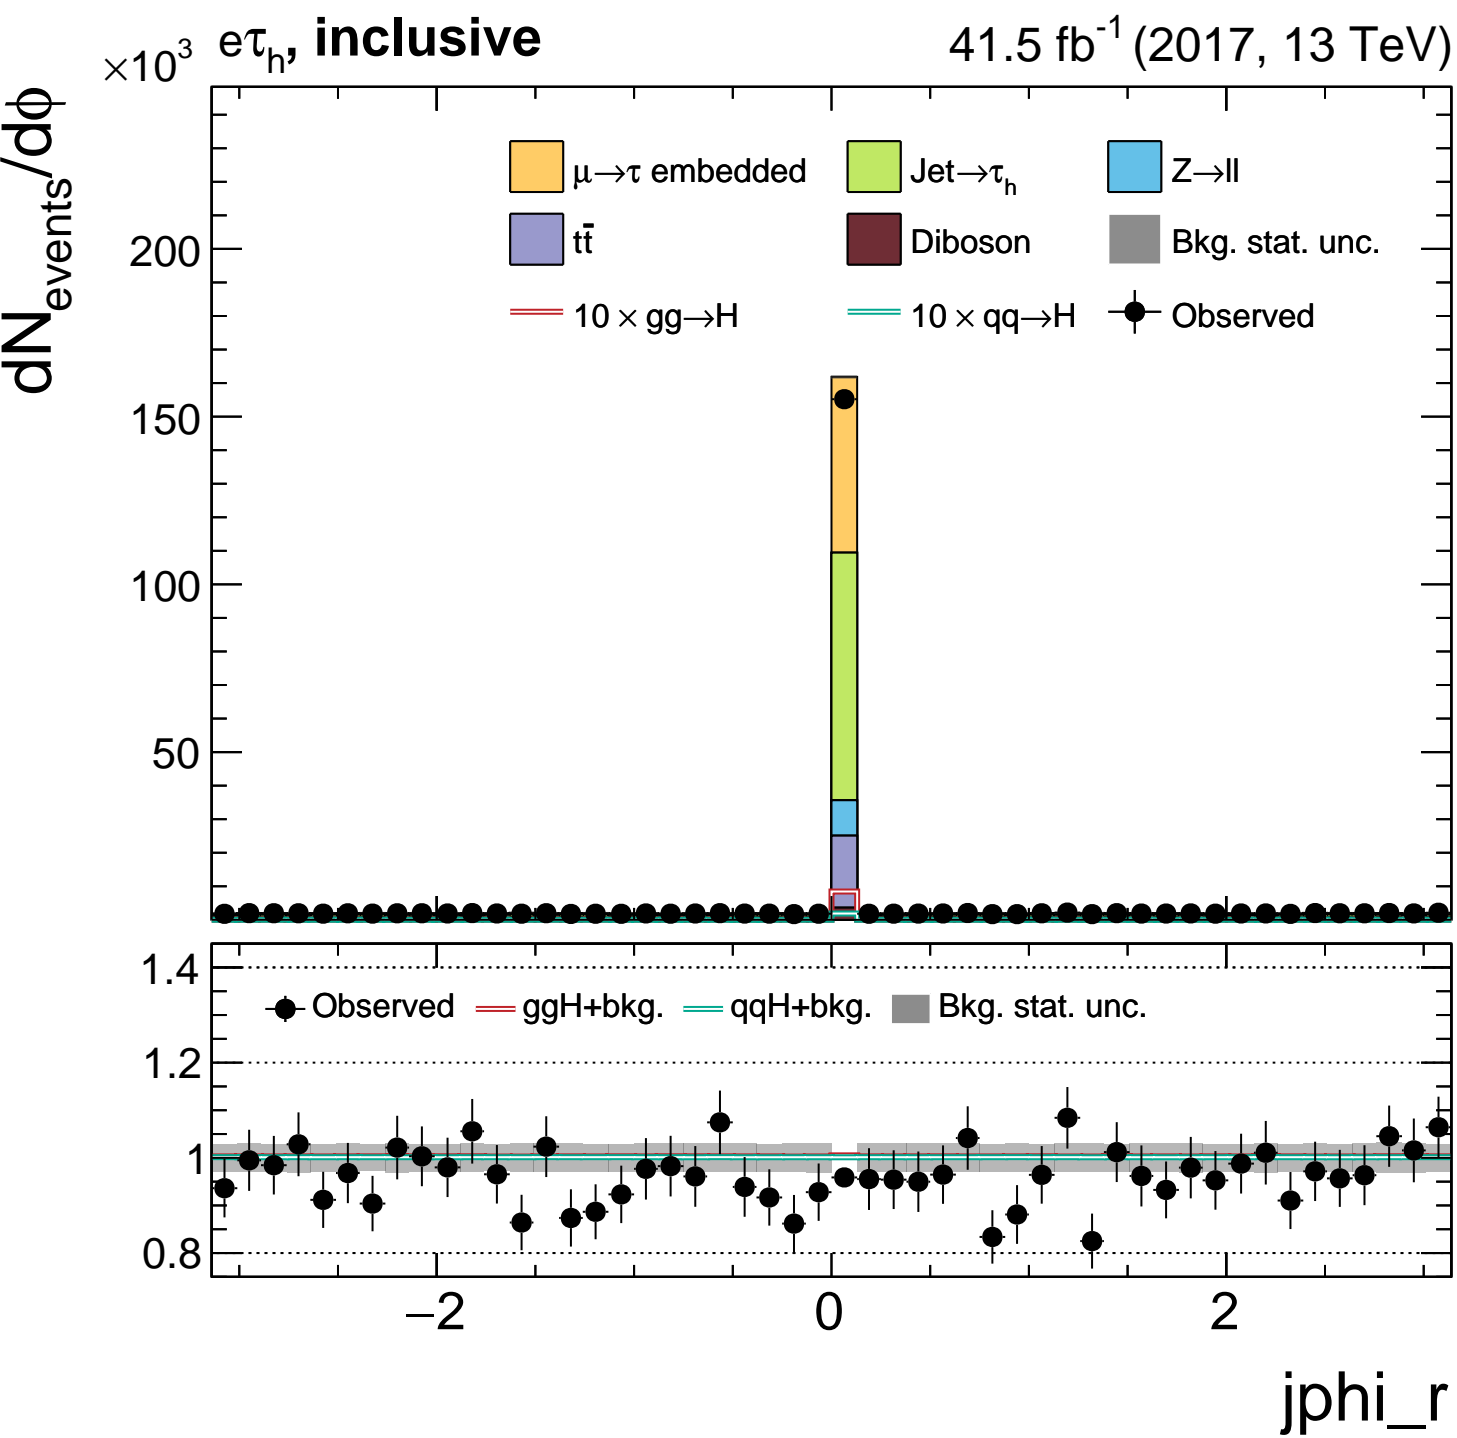 ×10³ eτₕ, inclusive 41.5 fb⁻¹ (2017, 13 TeV)
dN_events/dϕ
μ→τ embedded Jet→τₕ Z→ll
tt̄ Diboson Bkg. stat. unc.
10 × gg→H 10 × qq→H Observed
200
150
100
50
1.4
Observed ggH+bkg. qqH+bkg. Bkg. stat. unc.
1.2
1
0.8
−2 0 2
jphi_r